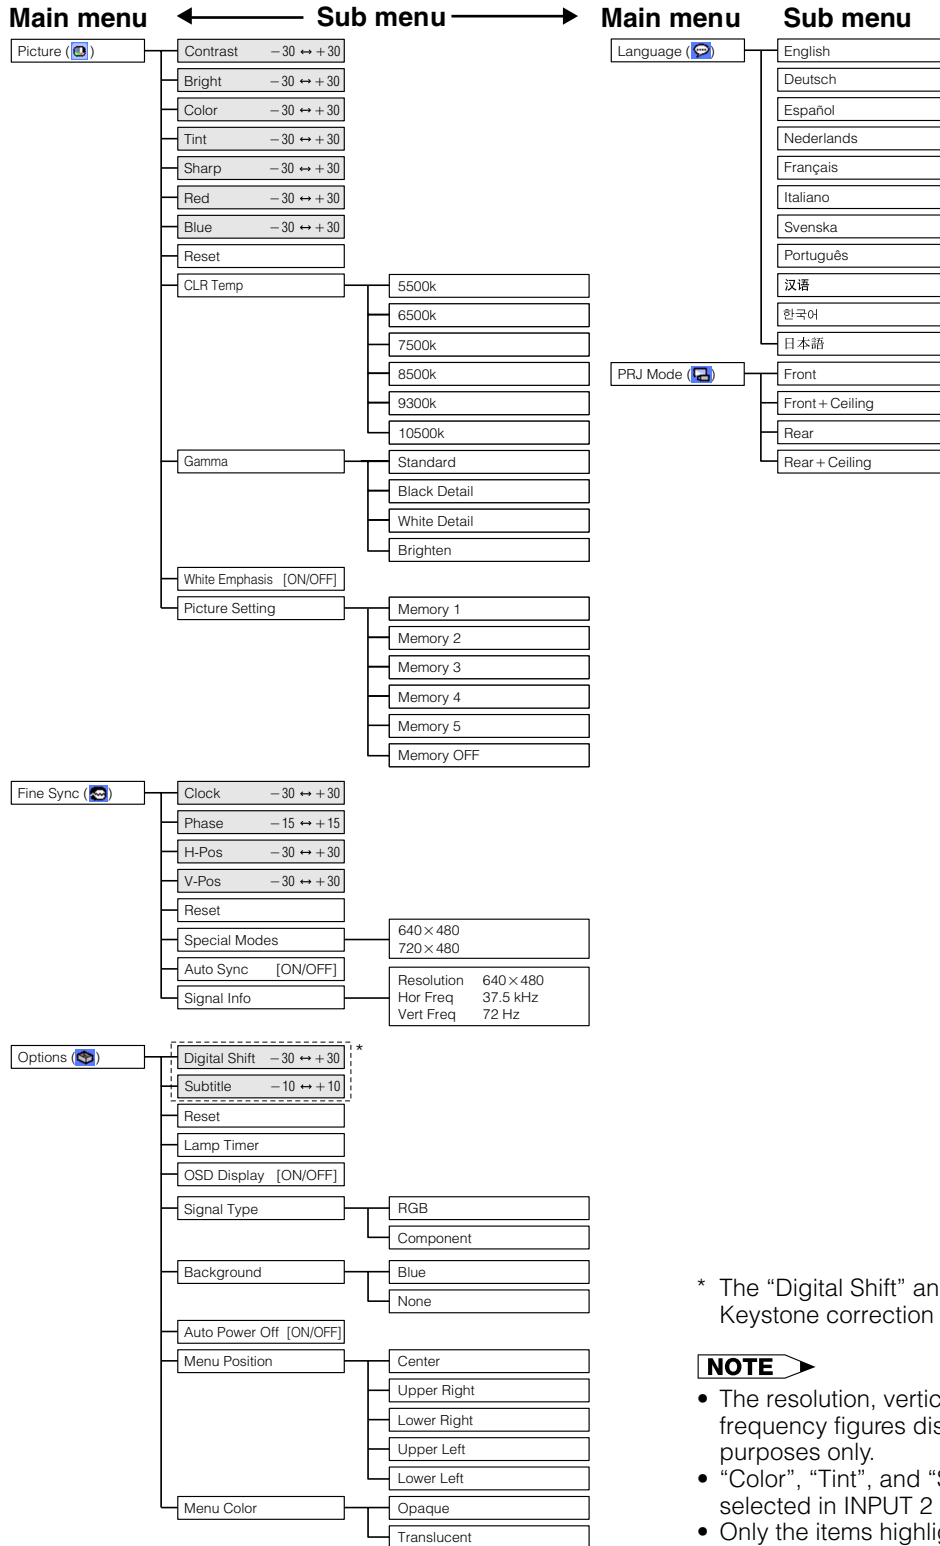 Main menu Sub menu Main menu Sub menu
Picture ( )
Contrast −30 ↔ +30
Bright −30 ↔ +30
Color −30 ↔ +30
Tint −30 ↔ +30
Sharp −30 ↔ +30
Red −30 ↔ +30
Blue −30 ↔ +30
Reset
CLR Temp
5500k
6500k
7500k
8500k
9300k
10500k
Gamma
Standard
Black Detail
White Detail
Brighten
White Emphasis [ON/OFF]
Picture Setting
Memory 1
Memory 2
Memory 3
Memory 4
Memory 5
Memory OFF
Fine Sync ( )
Clock −30 ↔ +30
Phase −15 ↔ +15
H-Pos −30 ↔ +30
V-Pos −30 ↔ +30
Reset
Special Modes
640×480
720×480
Auto Sync [ON/OFF]
Signal Info
Resolution 640×480
Hor Freq 37.5 kHz
Vert Freq 72 Hz
Options ( )
Digital Shift −30 ↔ +30 *
Subtitle −10 ↔ +10
Reset
Lamp Timer
OSD Display [ON/OFF]
Signal Type
RGB
Component
Background
Blue
None
Auto Power Off [ON/OFF]
Menu Position
Center
Upper Right
Lower Right
Upper Left
Lower Left
Menu Color
Opaque
Translucent
Language ( )
English
Deutsch
Español
Nederlands
Français
Italiano
Svenska
Português
汉语
한국어
日本語
PRJ Mode ( )
Front
Front+Ceiling
Rear
Rear+Ceiling
* The “Digital Shift”
Keystone correction
NOTE
• The resolution,
frequency figures
purposes only.
• “Color”, “Tint”, and
selected in INPUT 2
• Only the items